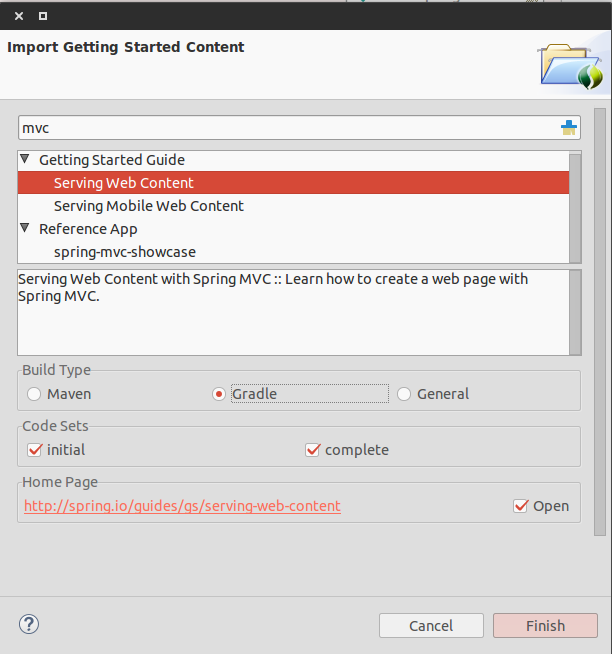 Import Getting Started Content
mvc
Getting Started Guide
Serving Web Content
Serving Mobile Web Content
Reference App
spring-mvc-showcase
Serving Web Content with Spring MVC :: Learn how to create a web page with
Spring MVC.
Build Type
Maven Gradle General
Code Sets
initial complete
Home Page
http://spring.io/guides/gs/serving-web-content Open
? Cancel Finish